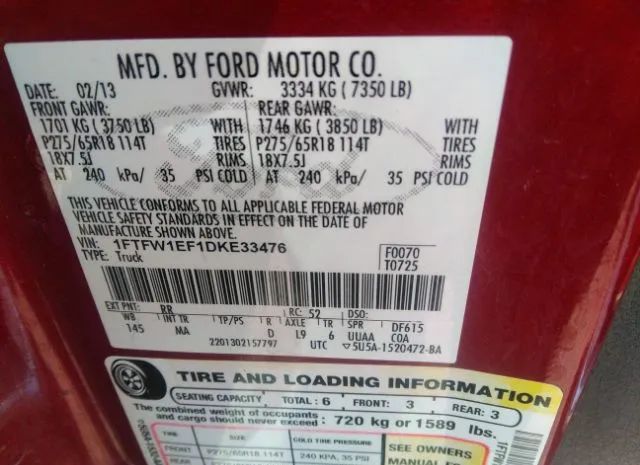 MFD. BY FORD MOTOR CO.
DATE: 02/13 GVWR: 3334 KG ( 7350 LB)
FRONT GAWR: REAR GAWR:
1701 KG ( 3750 LB) WITH 1746 KG ( 3850 LB) WITH
P275/65R18 114T TIRES P275/65R18 114T TIRES
18X7.5J RIMS 18X7.5J RIMS
AT 240 kPa/ 35 PSI COLD AT 240 kPa/ 35 PSI COLD
THIS VEHICLE CONFORMS TO ALL APPLICABLE FEDERAL MOTOR
VEHICLE SAFETY STANDARDS IN EFFECT ON THE DATE OF
MANUFACTURE SHOWN ABOVE.
VIN: 1FTFW1EF1DKE33476 F0070
TYPE: Truck T0725
EXT PNT: RR RC: 52 DSO:
WB INT TR TP/PS R AXLE TR SPR DF615
145 MA D L9 6 UUAA COA
2201302157797 UTC 5U5A-1520472-BA
TIRE AND LOADING INFORMATION
SEATING CAPACITY TOTAL: 6 FRONT: 3 REAR: 3
The combined weight of occupants
and cargo should never exceed: 720 kg or 1589 lbs.
TIRE SIZE COLD TIRE PRESSURE SEE OWNERS
FRONT P275/65R18 114T 240 KPA, 35 PSI MANUAL